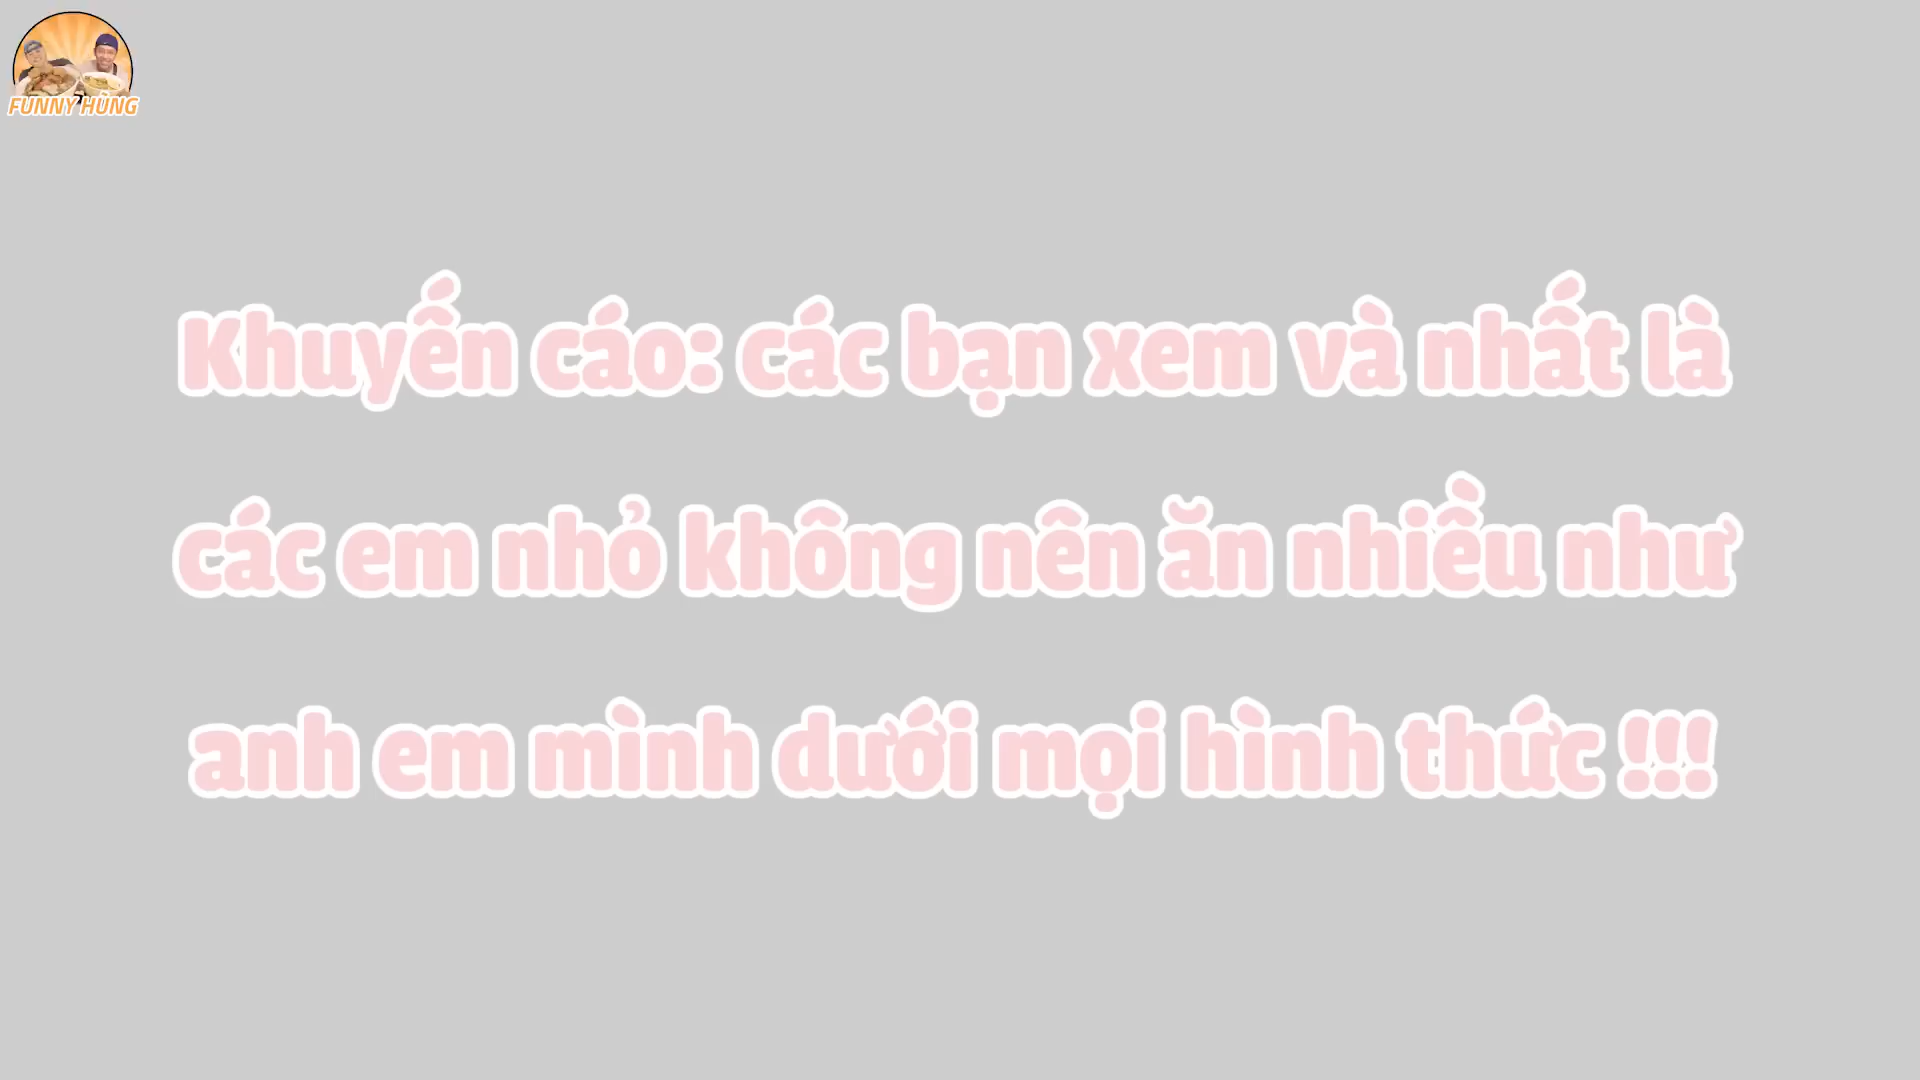 FUNNY HÙNG
Khuyến cáo: các bạn xem và nhất là
các em nhỏ không nên ăn nhiều như
anh em mình dưới mọi hình thức !!!